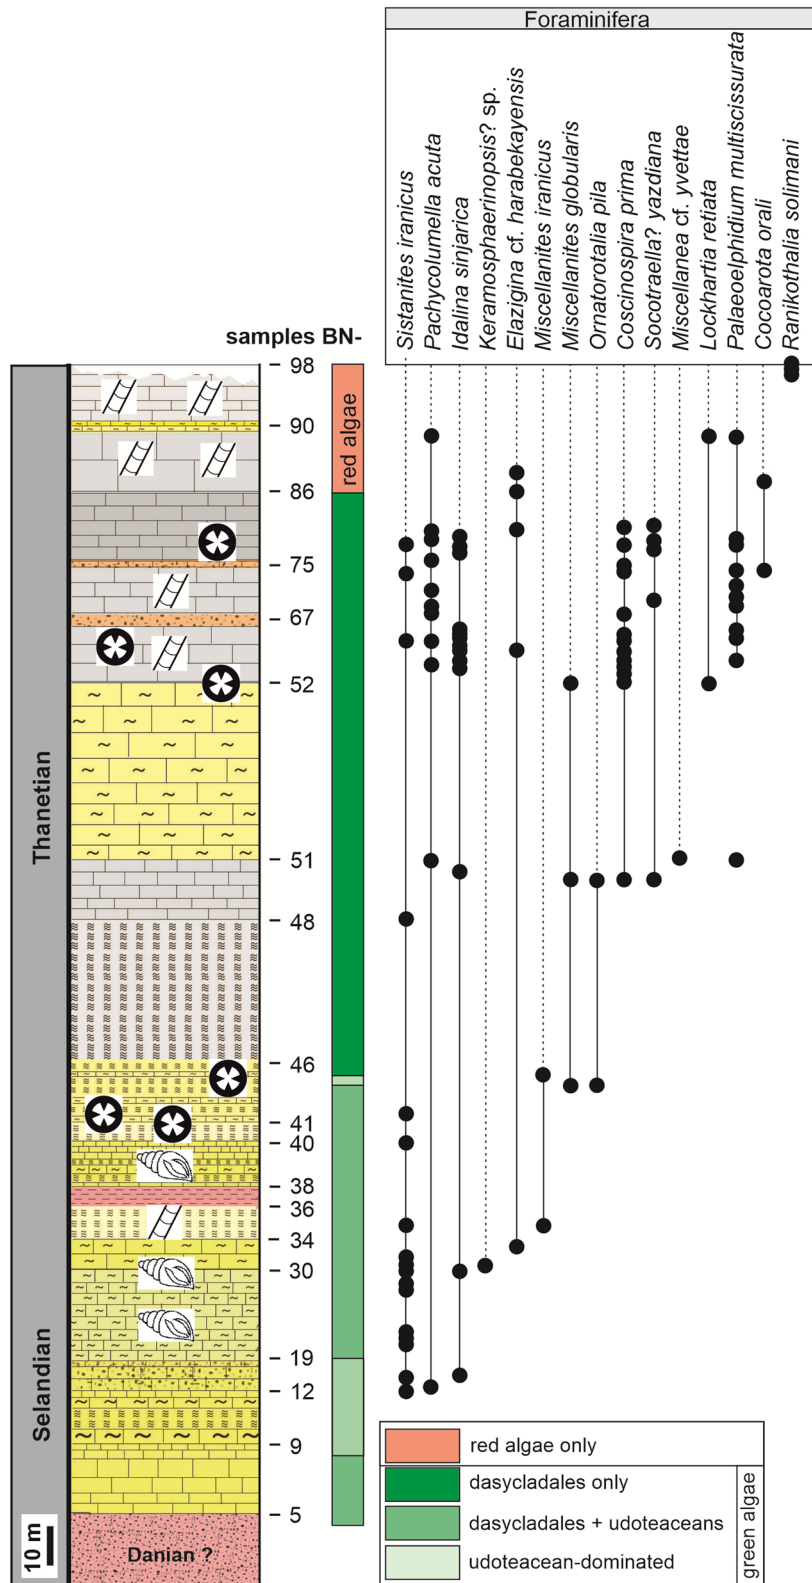 Foraminifera
Sistanites iranicus
Pachycolumella acuta
Idalina sinjarica
Keramosphaerinopsis? sp.
Elazigina cf. harabekayensis
Miscellanites iranicus
Miscellanites globularis
Ornatorotalia pila
Coscinospira prima
Socotraella? yazdiana
Miscellanea cf. yvettae
Lockhartia retiata
Palaeoelphidium multiscissurata
Cocoarota orali
Ranikothalia solimani
samples BN-
98
90
86
75
67
52
51
48
46
41
40
38
36
34
30
19
12
9
5
red algae
Thanetian
Selandian
10 m
Danian ?
red algae only
dasycladales only
dasycladales + udoteaceans
udoteacean-dominated
green algae